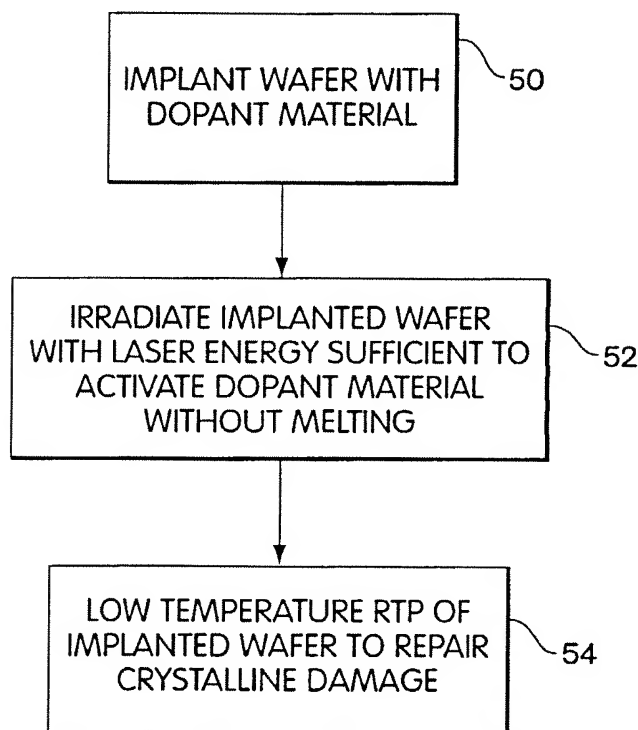 IMPLANT WAFER WITH
DOPANT MATERIAL
50
IRRADIATE IMPLANTED WAFER
WITH LASER ENERGY SUFFICIENT TO
ACTIVATE DOPANT MATERIAL
WITHOUT MELTING
52
LOW TEMPERATURE RTP OF
IMPLANTED WAFER TO REPAIR
CRYSTALLINE DAMAGE
54